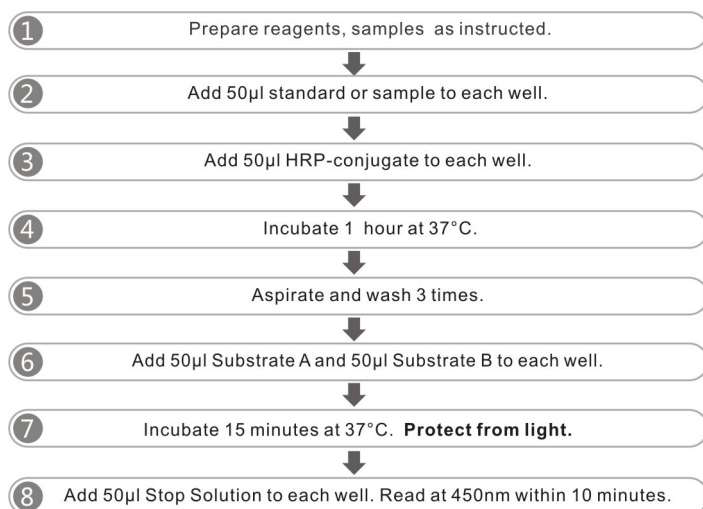 1 Prepare reagents, samples as instructed.
2 Add 50μl standard or sample to each well.
3 Add 50μl HRP-conjugate to each well.
4 Incubate 1 hour at 37°C.
5 Aspirate and wash 3 times.
6 Add 50μl Substrate A and 50μl Substrate B to each well.
7 Incubate 15 minutes at 37°C. Protect from light.
8 Add 50μl Stop Solution to each well. Read at 450nm within 10 minutes.